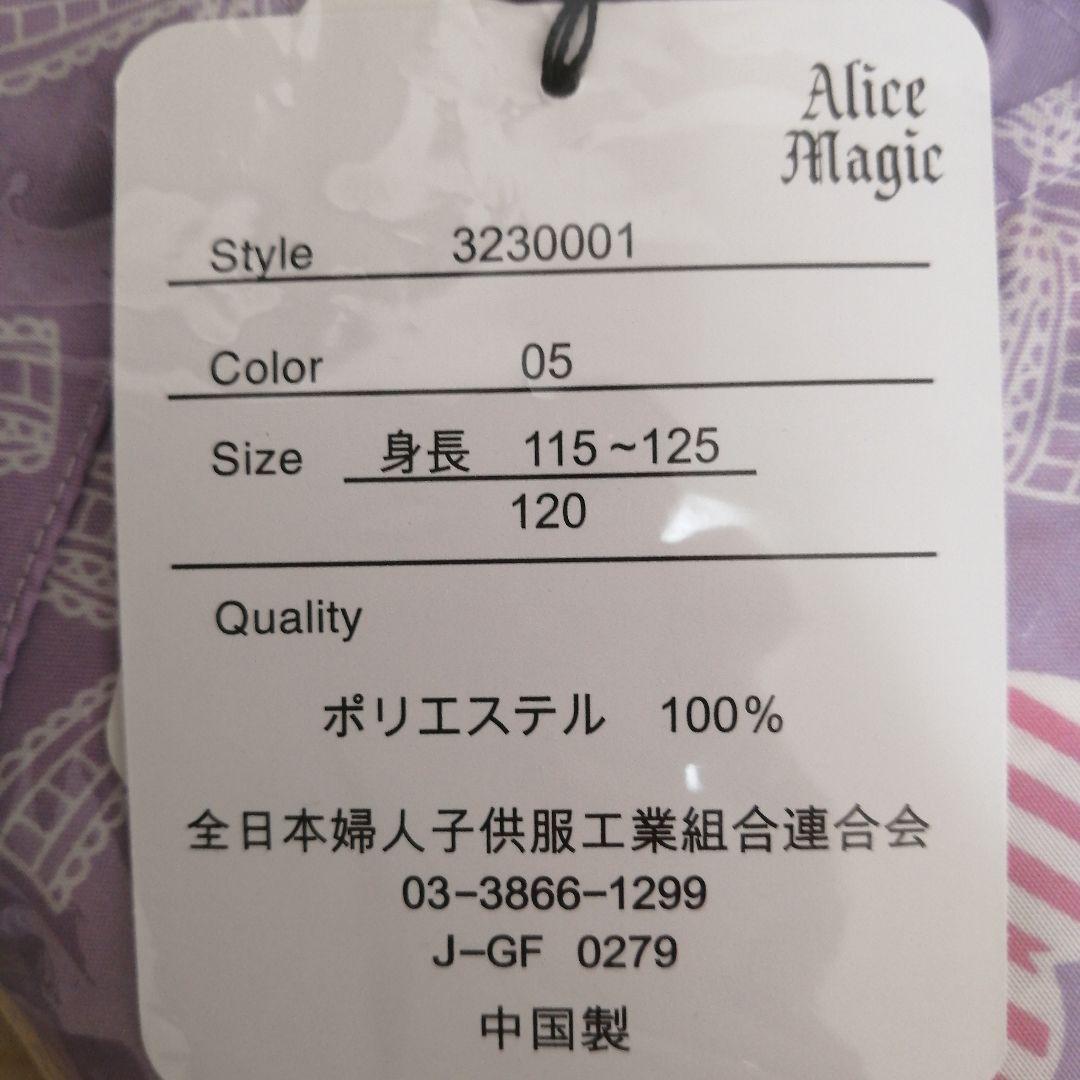 Alice
Magic
Style 3230001
Color 05
Size 身長 115~125
120
Quality
ポリエステル 100%
全日本婦人子供服工業組合連合会
03-3866-1299
J-GF 0279
中国製